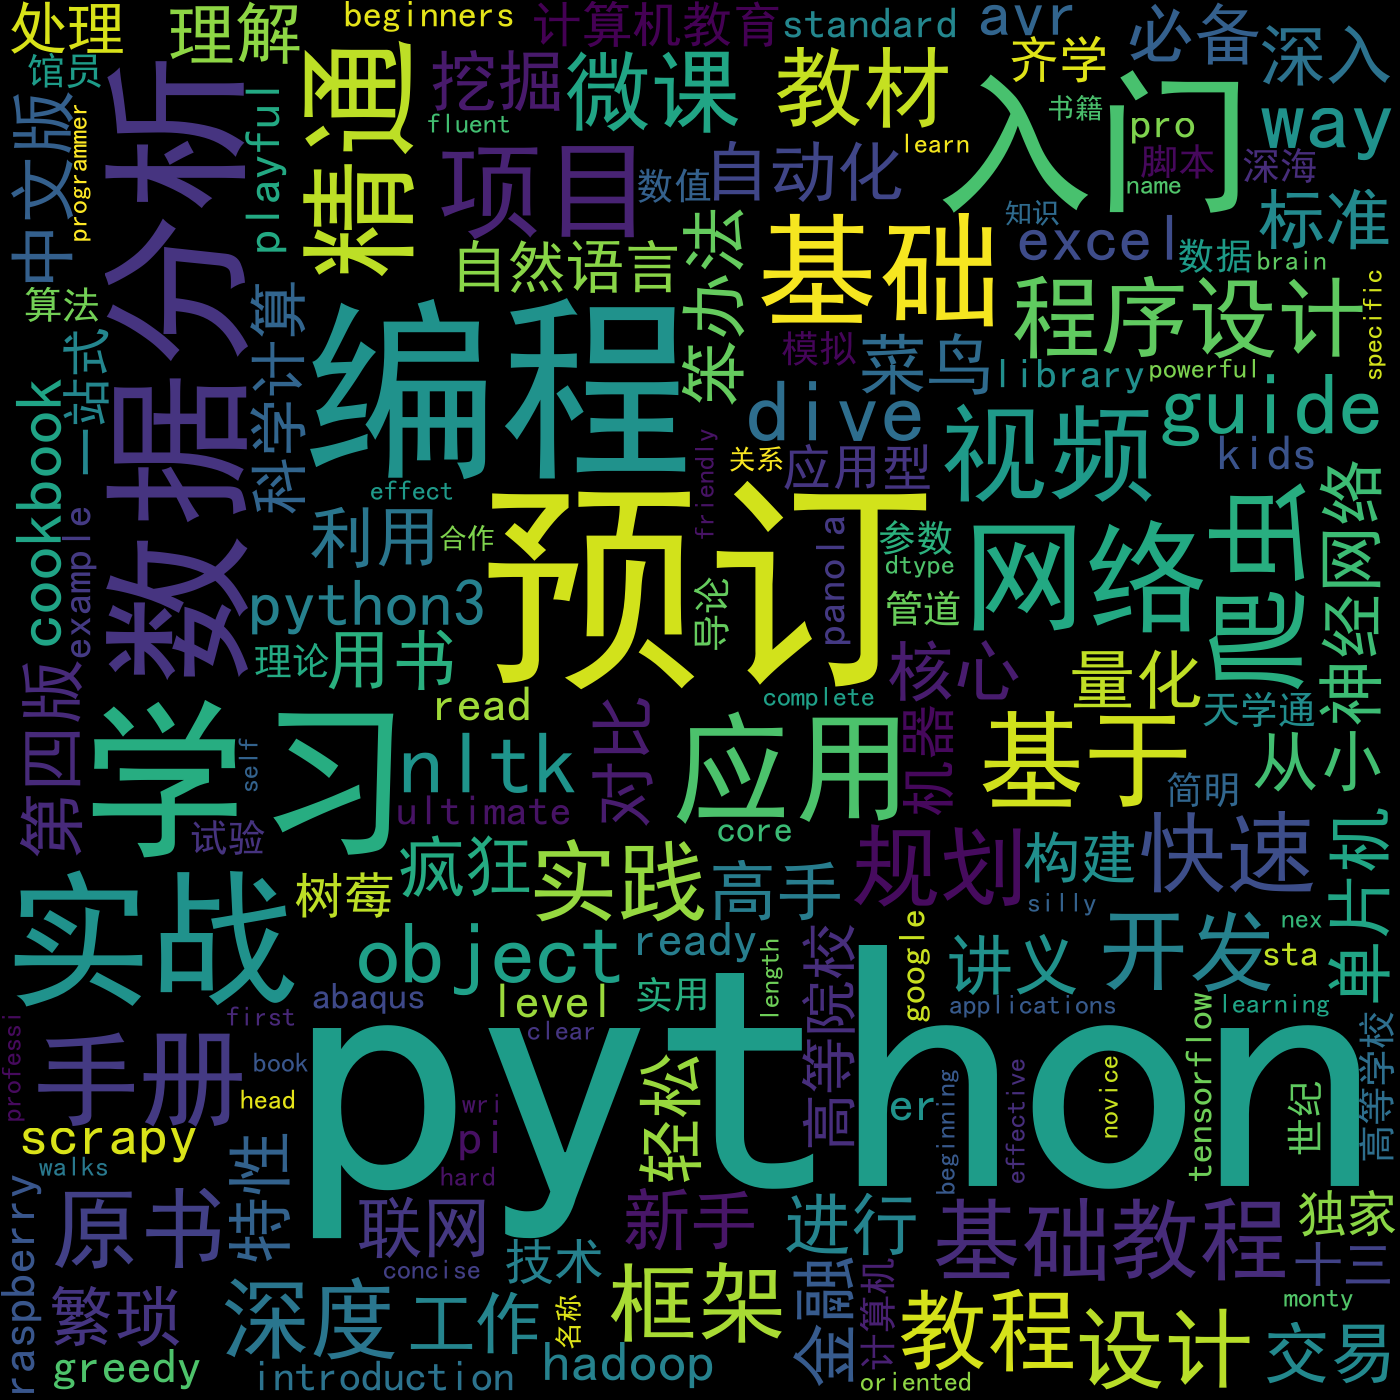 处理
理解
beginners
计算机教育
standard
avr
必备
深入
馆员
精通
挖掘
微课
教材
齐学
书籍
way
中文版
programmer
playful
fluent
learn
入门
pro
脚本
深海
name
数据分析
项目
数值
自动化
知识
标准
自然语言
笨办法
基础
excel
数据
brain
算法
科学计算
编程
程序设计
specific
一站式
模拟
菜鸟
library
powerful
cookbook
dive
视频
guide
friendly
关系
应用型
kids
effect
预订
爬虫
神经网络
example
利用
合作
panola
参数
网络
dtype
python3
导论
管道
理论
用书
核心
量化
第四版
学习
read
complete
天学通
self
nltk
对比
应用
机器
基于
从小
简明
ultimate
试验
core
规划
构建
快速
单片机
疯狂
实践
高手
实战
树莓
silly
object
ready
length
高等院校
google
讲义
开发
nex
sta
abaqus
level
实用
applications
learning
professi
first
clear
python
手册
book
轻松
tensorflow
高等学校
head
wri
er
beginning
effective
novice
世纪
scrapy
pi
walks
hard
raspberry
原书
特性
联网
新手
进行
基础教程
独家
技术
concise
金融
计算机
十三
繁琐
深度
工作
名称
框架
教程
设计
monty
交易
greedy
introduction
hadoop
oriented